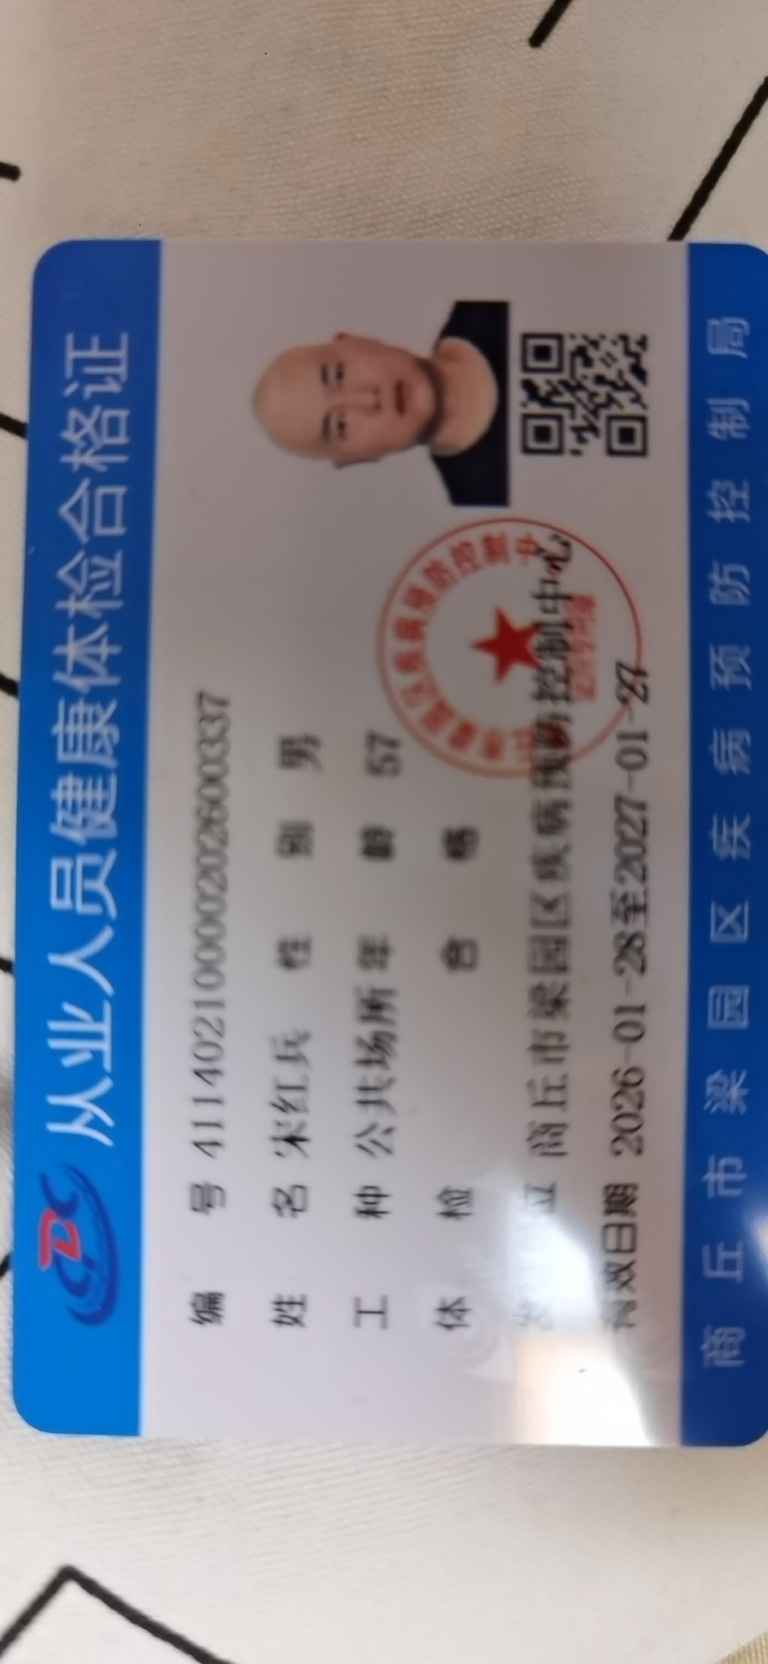 CDC 从业人员健康体检合格证
编号 41140210000202600337
姓名 宋红兵 性别 男
工种 公共场所 年龄 57
体检 合格
商丘市梁园区疾病预防控制中心
有效日期 2026-01-28至2027-01-27
商丘市梁园区疾病预防控制局